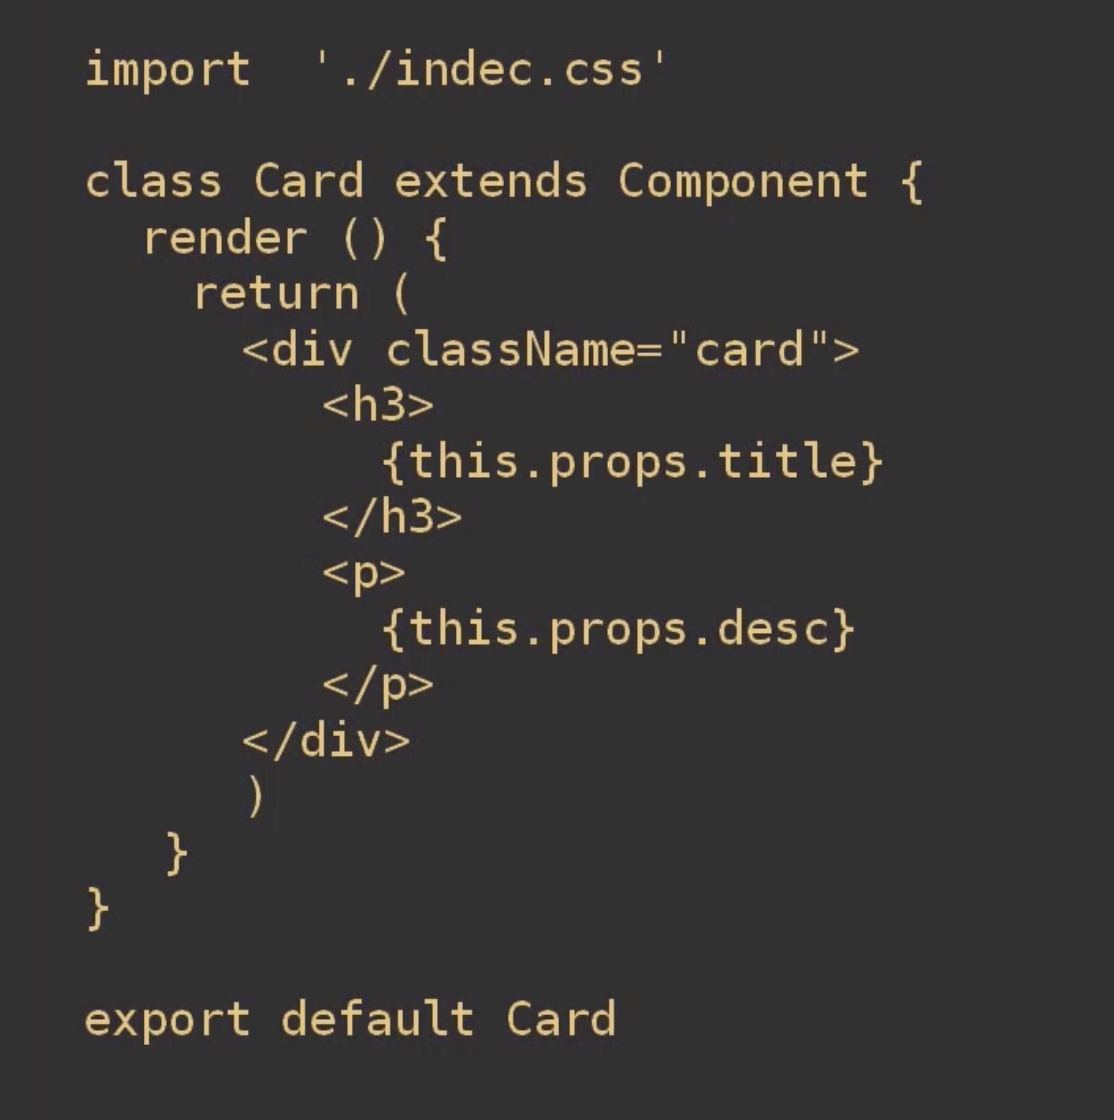 import  './indec.css'

class Card extends Component {
  render () {
    return (
      <div className="card">
         <h3>
           {this.props.title}
         </h3>
         <p>
           {this.props.desc}
         </p>
      </div>
      )
   }
}

export default Card